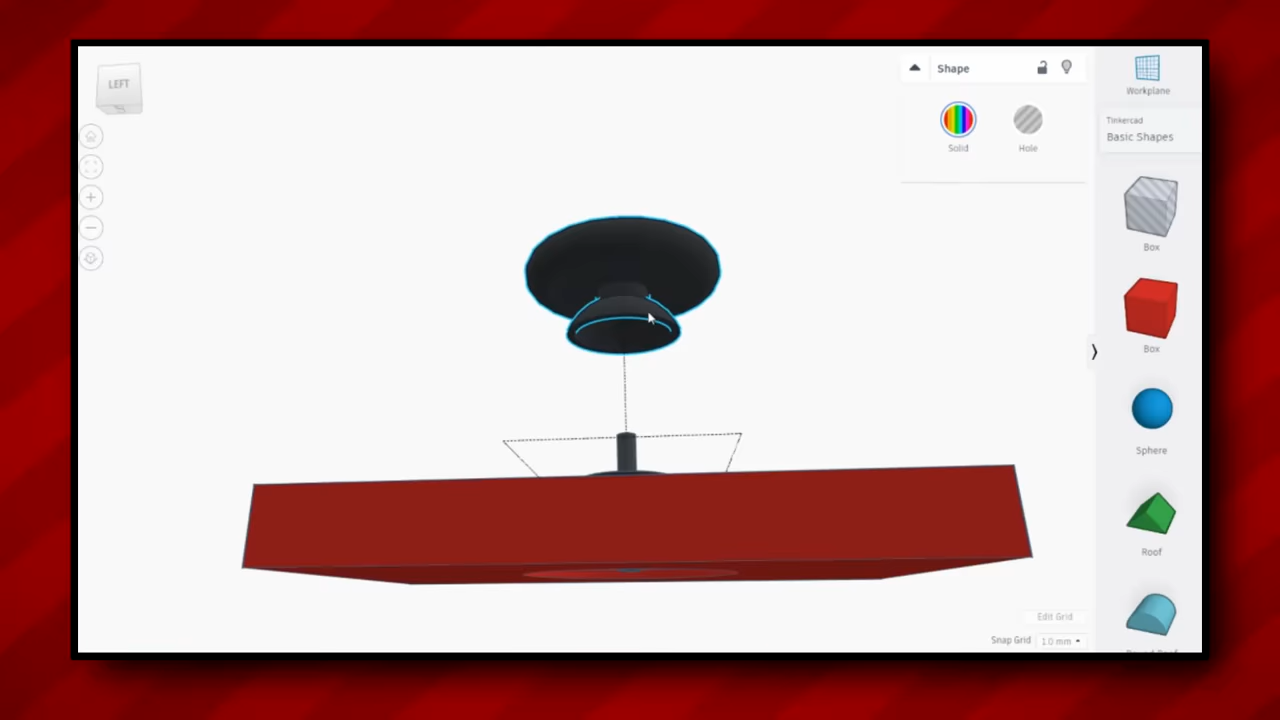 LEFT
Shape
Solid
Hole
Workplane
Tinkercad
Basic Shapes
Box
Box
Sphere
Roof
Edit Grid
Snap Grid 1.0 mm